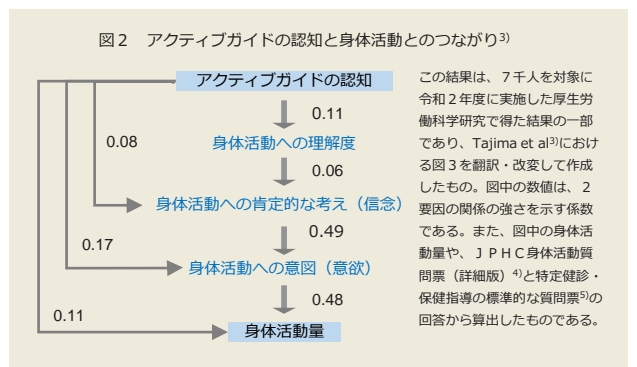 図２　アクティブガイドの認知と身体活動とのつながり3)
アクティブガイドの認知
0.11
身体活動への理解度
0.08
0.06
身体活動への肯定的な考え（信念）
0.49
0.17
身体活動への意図（意欲）
0.48
0.11
身体活動量
この結果は、７千人を対象に
令和２年度に実施した厚生労
働科学研究で得た結果の一部
であり、Tajima et al3)におけ
る図３を翻訳・改変して作成
したもの。図中の数値は、２
要因の関係の強さを示す係数
である。また、図中の身体活
動量や、ＪＰＨＣ身体活動質
問票（詳細版）4)と特定健診・
保健指導の標準的な質問票5)の
回答から算出したものである。